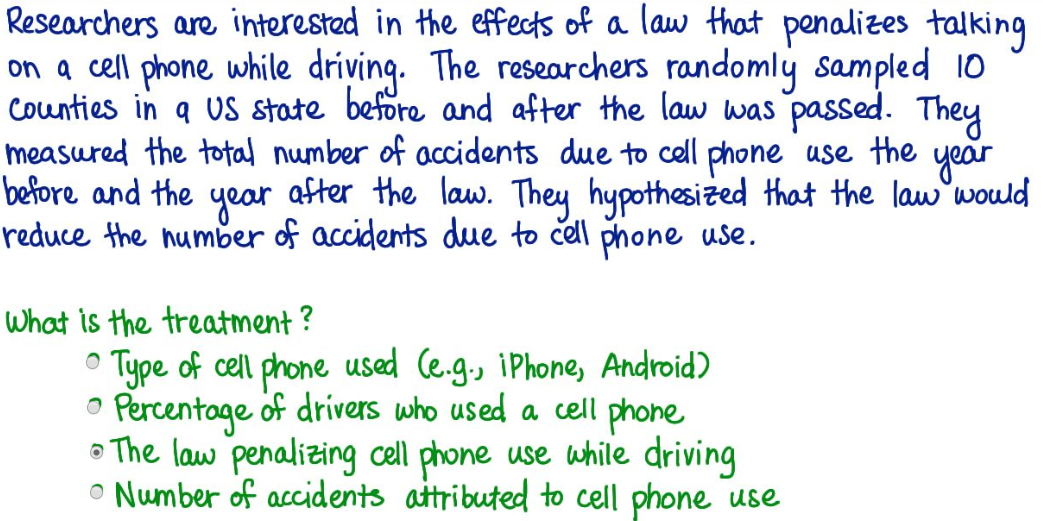 Researchers are interested in the effects of a law that penalizes talking
on a cell phone while driving. The researchers randomly sampled 10
counties in a US state before and after the law was passed. They
measured the total number of accidents due to cell phone use the year
before and the year after the law. They hypothesized that the law would
reduce the number of accidents due to cell phone use.
What is the treatment?
Type of cell phone used (e.g., iPhone, Android)
Percentage of drivers who used a cell phone
The law penalizing cell phone use while driving
Number of accidents attributed to cell phone use